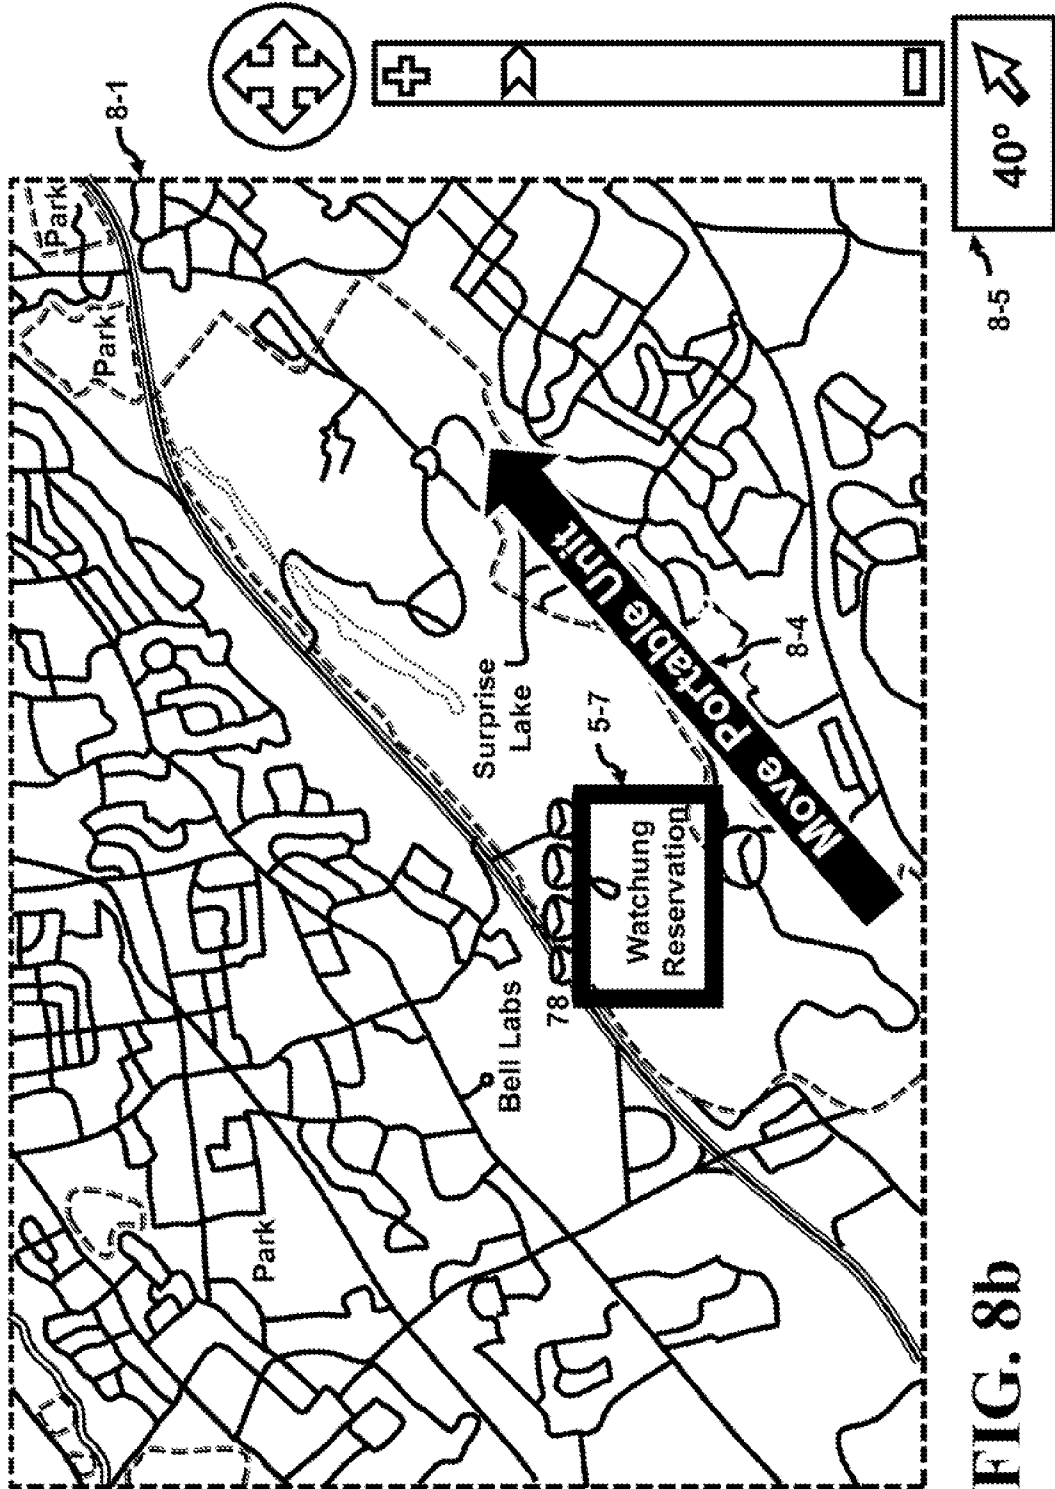 Park
Park
8-1
Surprise
Lake
Bell Labs
78
5-7
Watchung
Reservation
Move Portable Unit
8-4
Park
40°
8-5
FIG. 8b